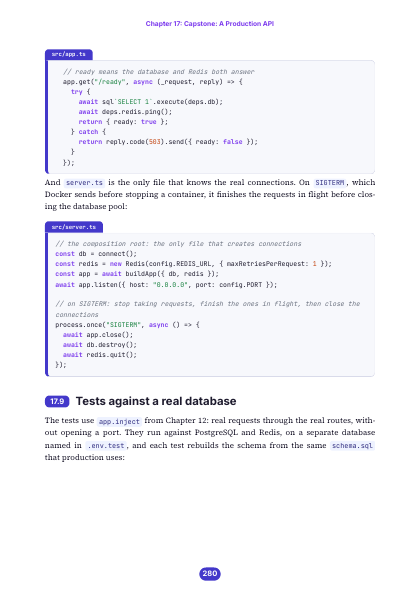 Chapter 17: Capstone: A Production API
src/app.ts
// ready means the database and Redis both answer
app.get("/ready", async (_request, reply) => {
try {
await sql`SELECT 1`.execute(deps.db);
await deps.redis.ping();
return { ready: true };
} catch {
return reply.code(503).send({ ready: false });
}
});
And server.ts is the only file that knows the real connections. On SIGTERM, which
Docker sends before stopping a container, it finishes the requests in flight before clos-
ing the database pool:
src/server.ts
// the composition root: the only file that creates connections
const db = connect();
const redis = new Redis(config.REDIS_URL, { maxRetriesPerRequest: 1 });
const app = await buildApp({ db, redis });
await app.listen({ host: "0.0.0.0", port: config.PORT });
// on SIGTERM: stop taking requests, finish the ones in flight, then close the
connections
process.once("SIGTERM", async () => {
await app.close();
await db.destroy();
await redis.quit();
});
17.9 Tests against a real database
The tests use app.inject from Chapter 12: real requests through the real routes, with-
out opening a port. They run against PostgreSQL and Redis, on a separate database
named in .env.test, and each test rebuilds the schema from the same schema.sql
that production uses:
280